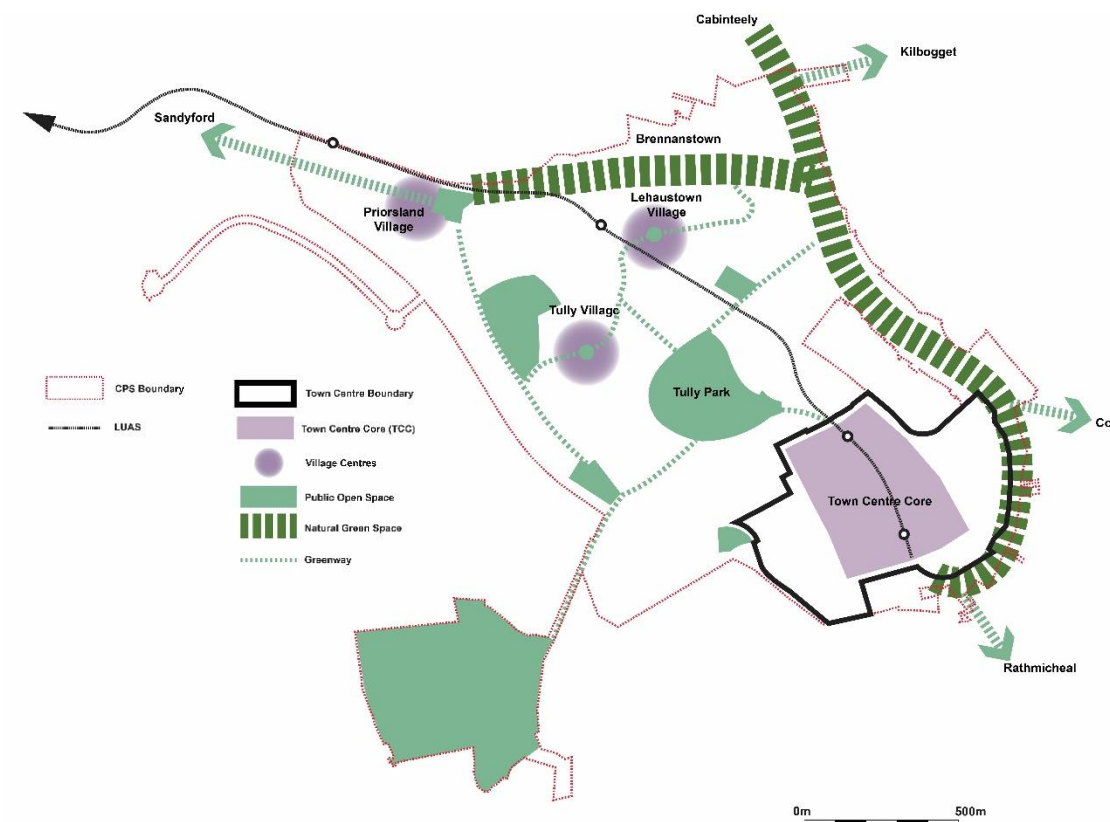 Cabinteely
Kilbogget
Sandyford
Brennanstown
Lehaustown
Village
Priorsland
Village
Tully Village
Tully Park
Town Centre Core
Co
Rathmicheal
CPS Boundary
LUAS
Town Centre Boundary
Town Centre Core (TCC)
Village Centres
Public Open Space
Natural Green Space
Greenway
0m
500m